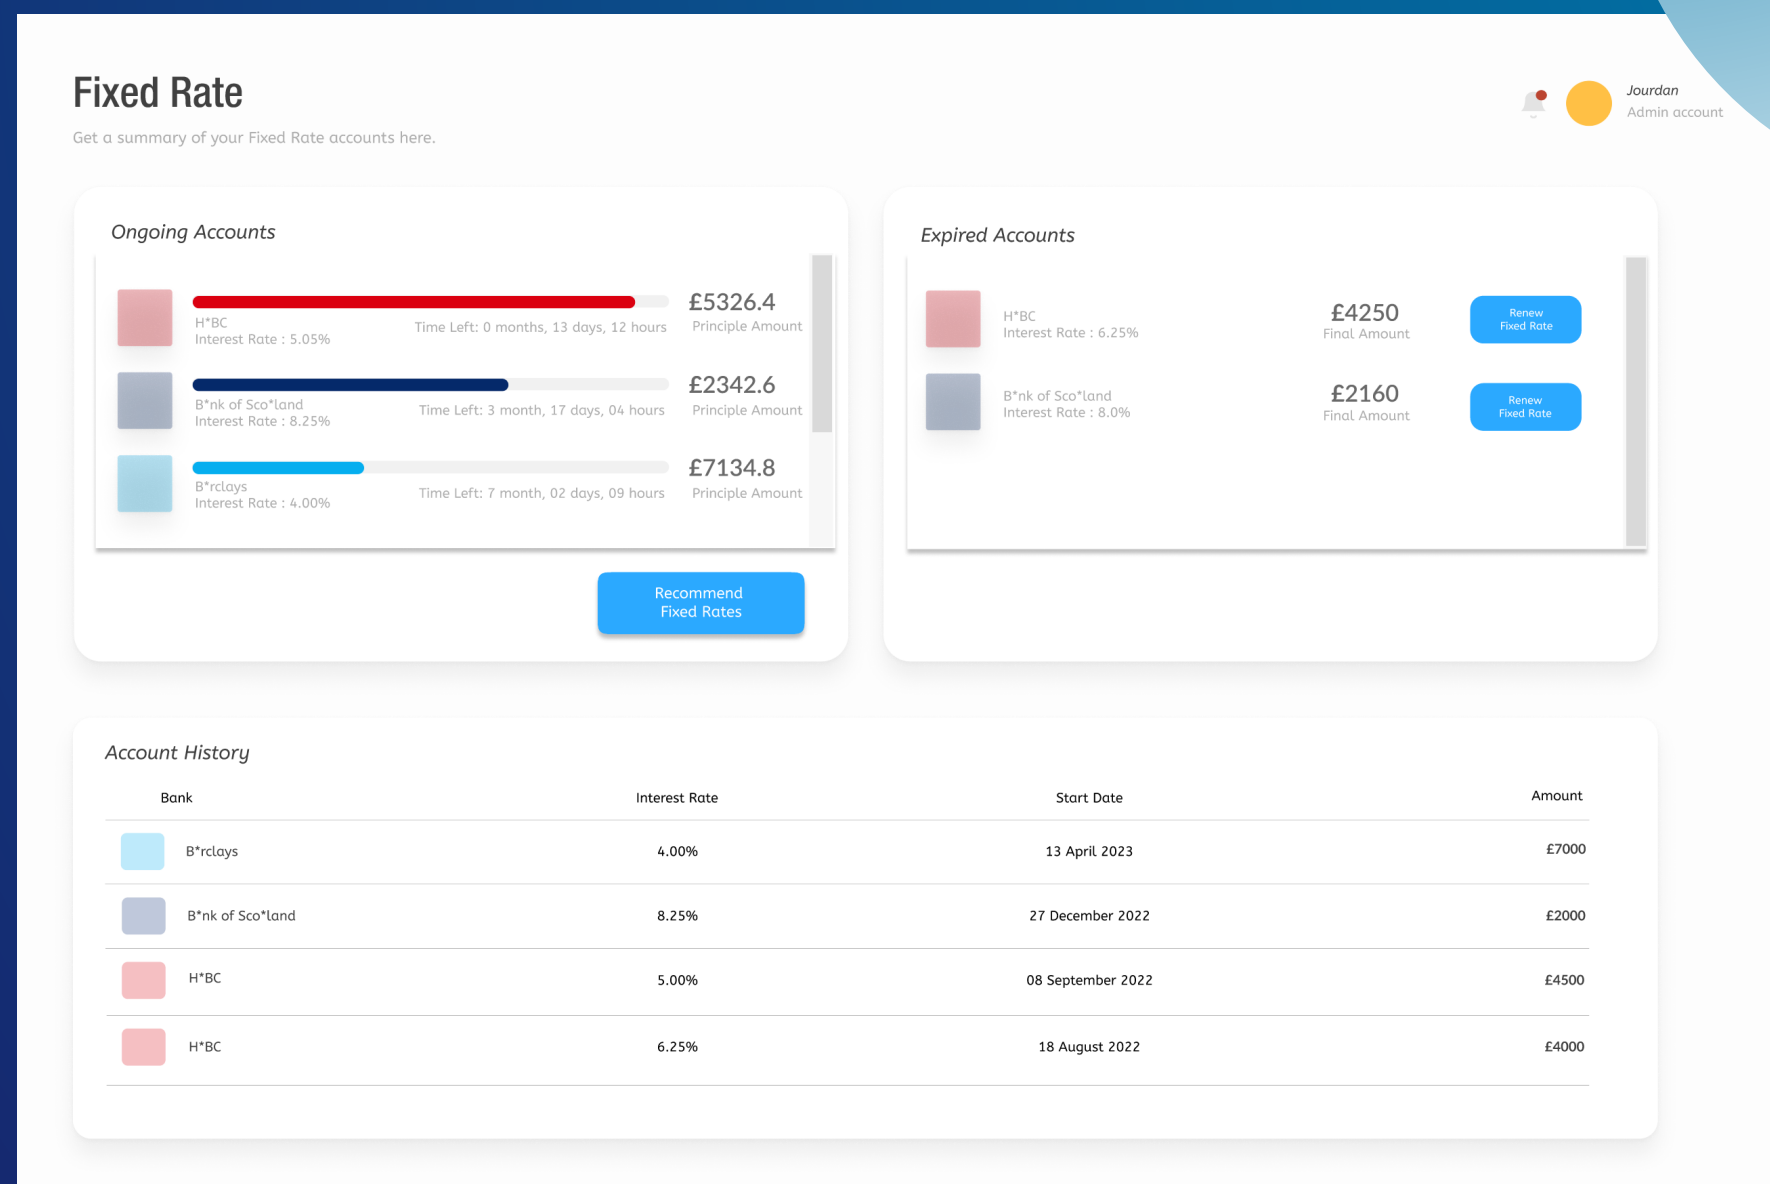 Fixed Rate
Get a summary of your Fixed Rate accounts here.
Jourdan
Admin account
Ongoing Accounts
H*BC
Interest Rate : 5.05%
Time Left: 0 months, 13 days, 12 hours
£5326.4
Principle Amount
B*nk of Sco*land
Interest Rate : 8.25%
Time Left: 3 month, 17 days, 04 hours
£2342.6
Principle Amount
B*rclays
Interest Rate : 4.00%
Time Left: 7 month, 02 days, 09 hours
£7134.8
Principle Amount
Recommend
Fixed Rates
Expired Accounts
H*BC
Interest Rate : 6.25%
£4250
Final Amount
Renew
Fixed Rate
B*nk of Sco*land
Interest Rate : 8.0%
£2160
Final Amount
Renew
Fixed Rate
Account History
Bank Interest Rate Start Date Amount
B*rclays 4.00% 13 April 2023 £7000
B*nk of Sco*land 8.25% 27 December 2022 £2000
H*BC 5.00% 08 September 2022 £4500
H*BC 6.25% 18 August 2022 £4000